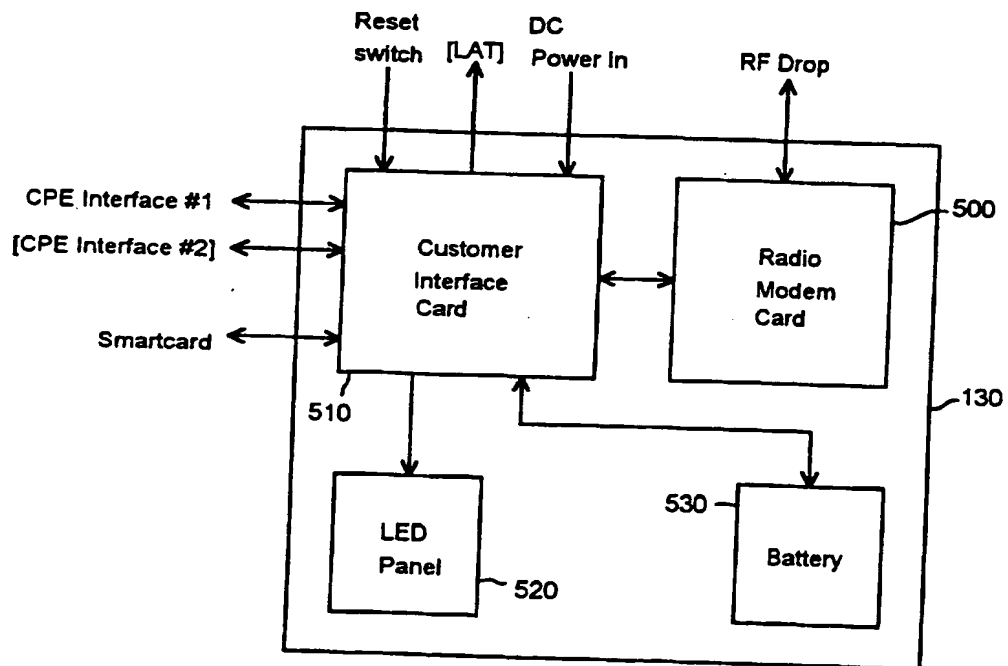 Reset
switch
[LAT]
DC
Power In
RF Drop
CPE Interface #1
[CPE Interface #2]
Smartcard
Customer
Interface
Card
510
Radio
Modem
Card
500
130
LED
Panel
520
530
Battery